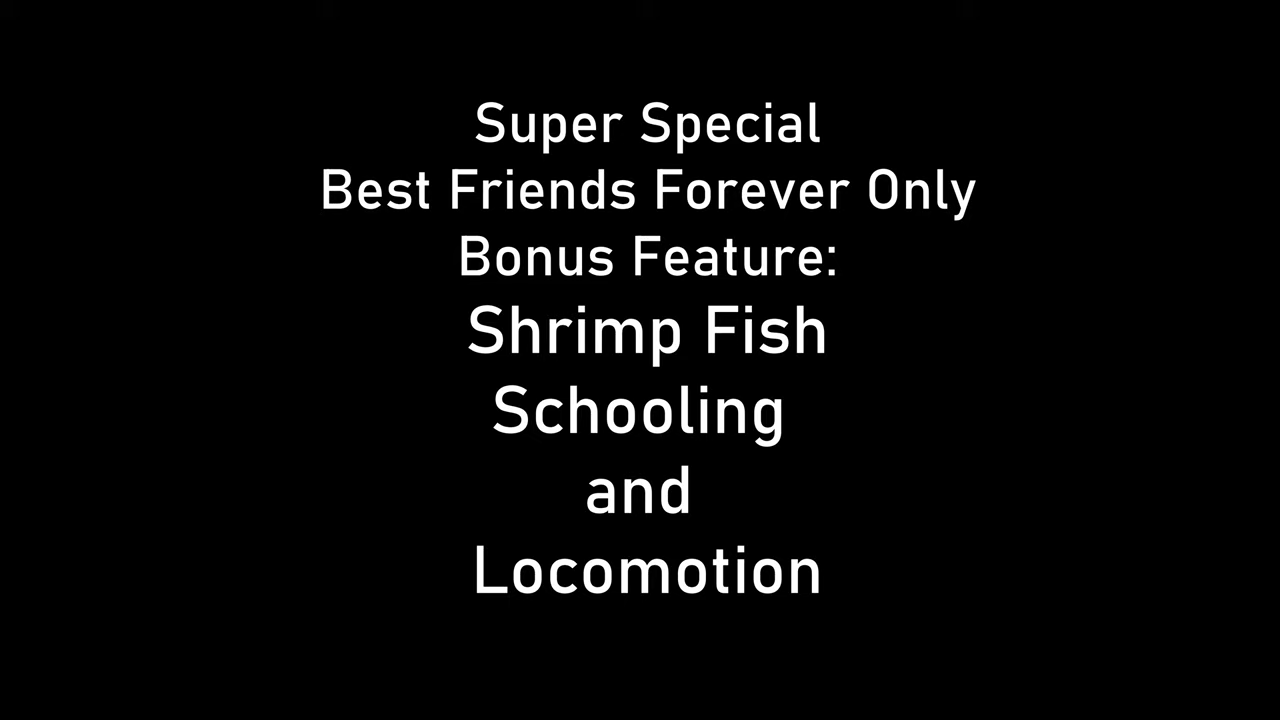 Super Special
Best Friends Forever Only
Bonus Feature:
Shrimp Fish
Schooling
and
Locomotion